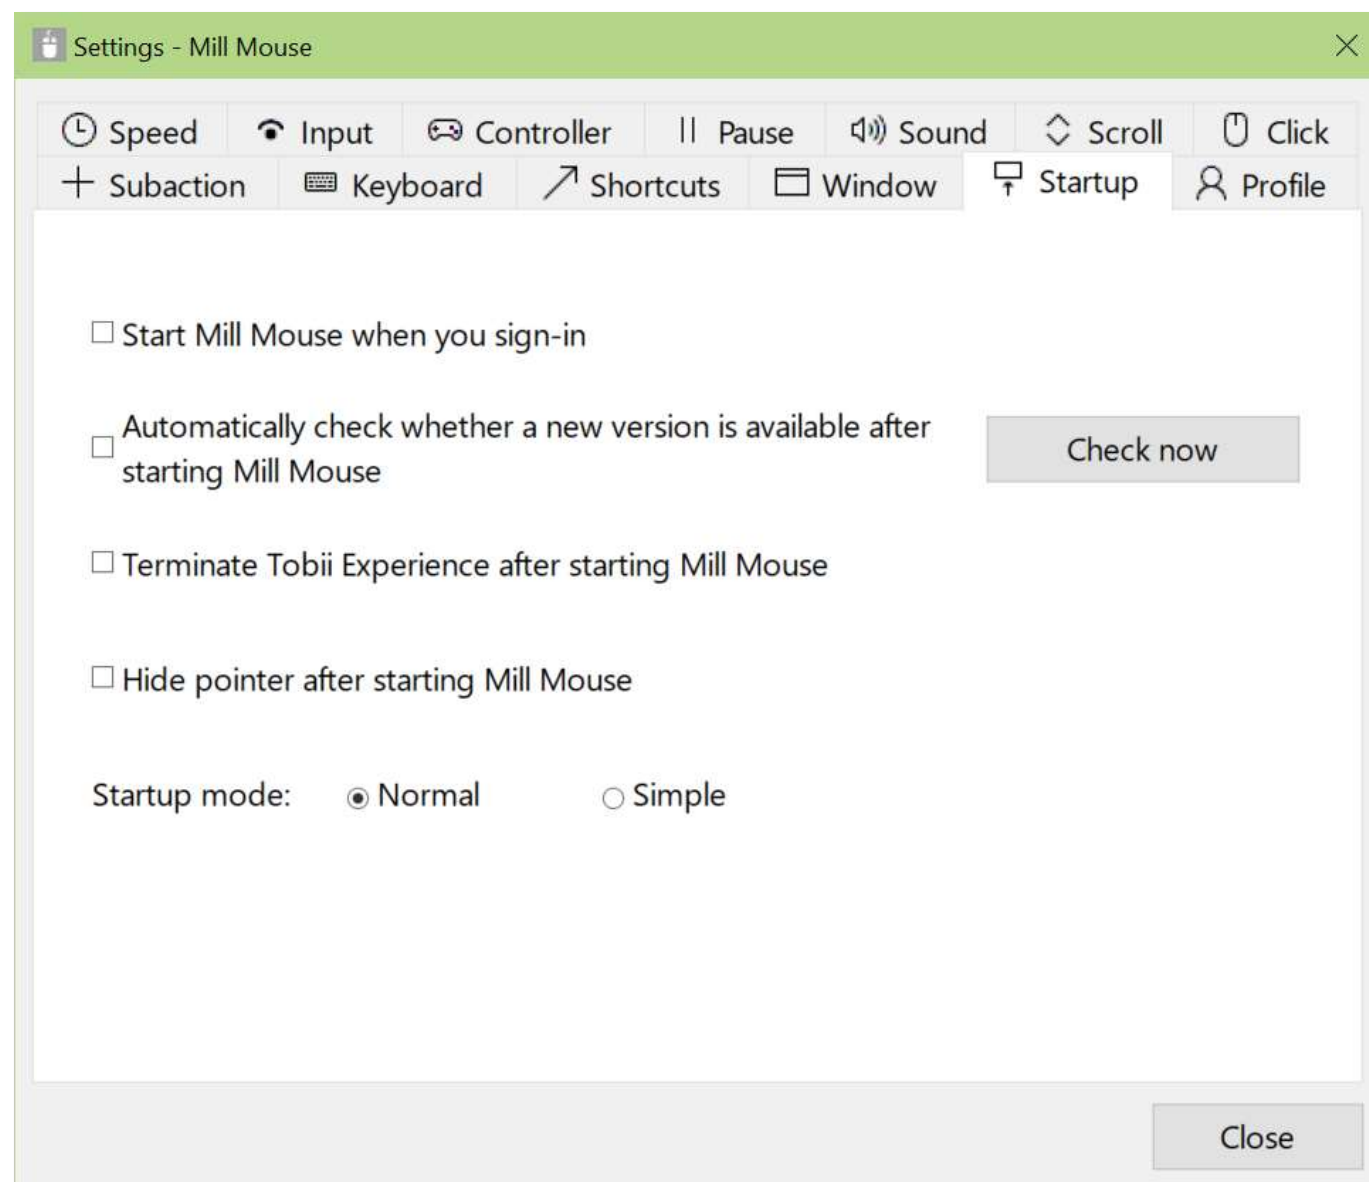 Settings - Mill Mouse
Speed Input Controller Pause Sound Scroll Click
Subaction Keyboard Shortcuts Window Startup Profile
Start Mill Mouse when you sign-in
Automatically check whether a new version is available after
starting Mill Mouse
Check now
Terminate Tobii Experience after starting Mill Mouse
Hide pointer after starting Mill Mouse
Startup mode: Normal Simple
Close